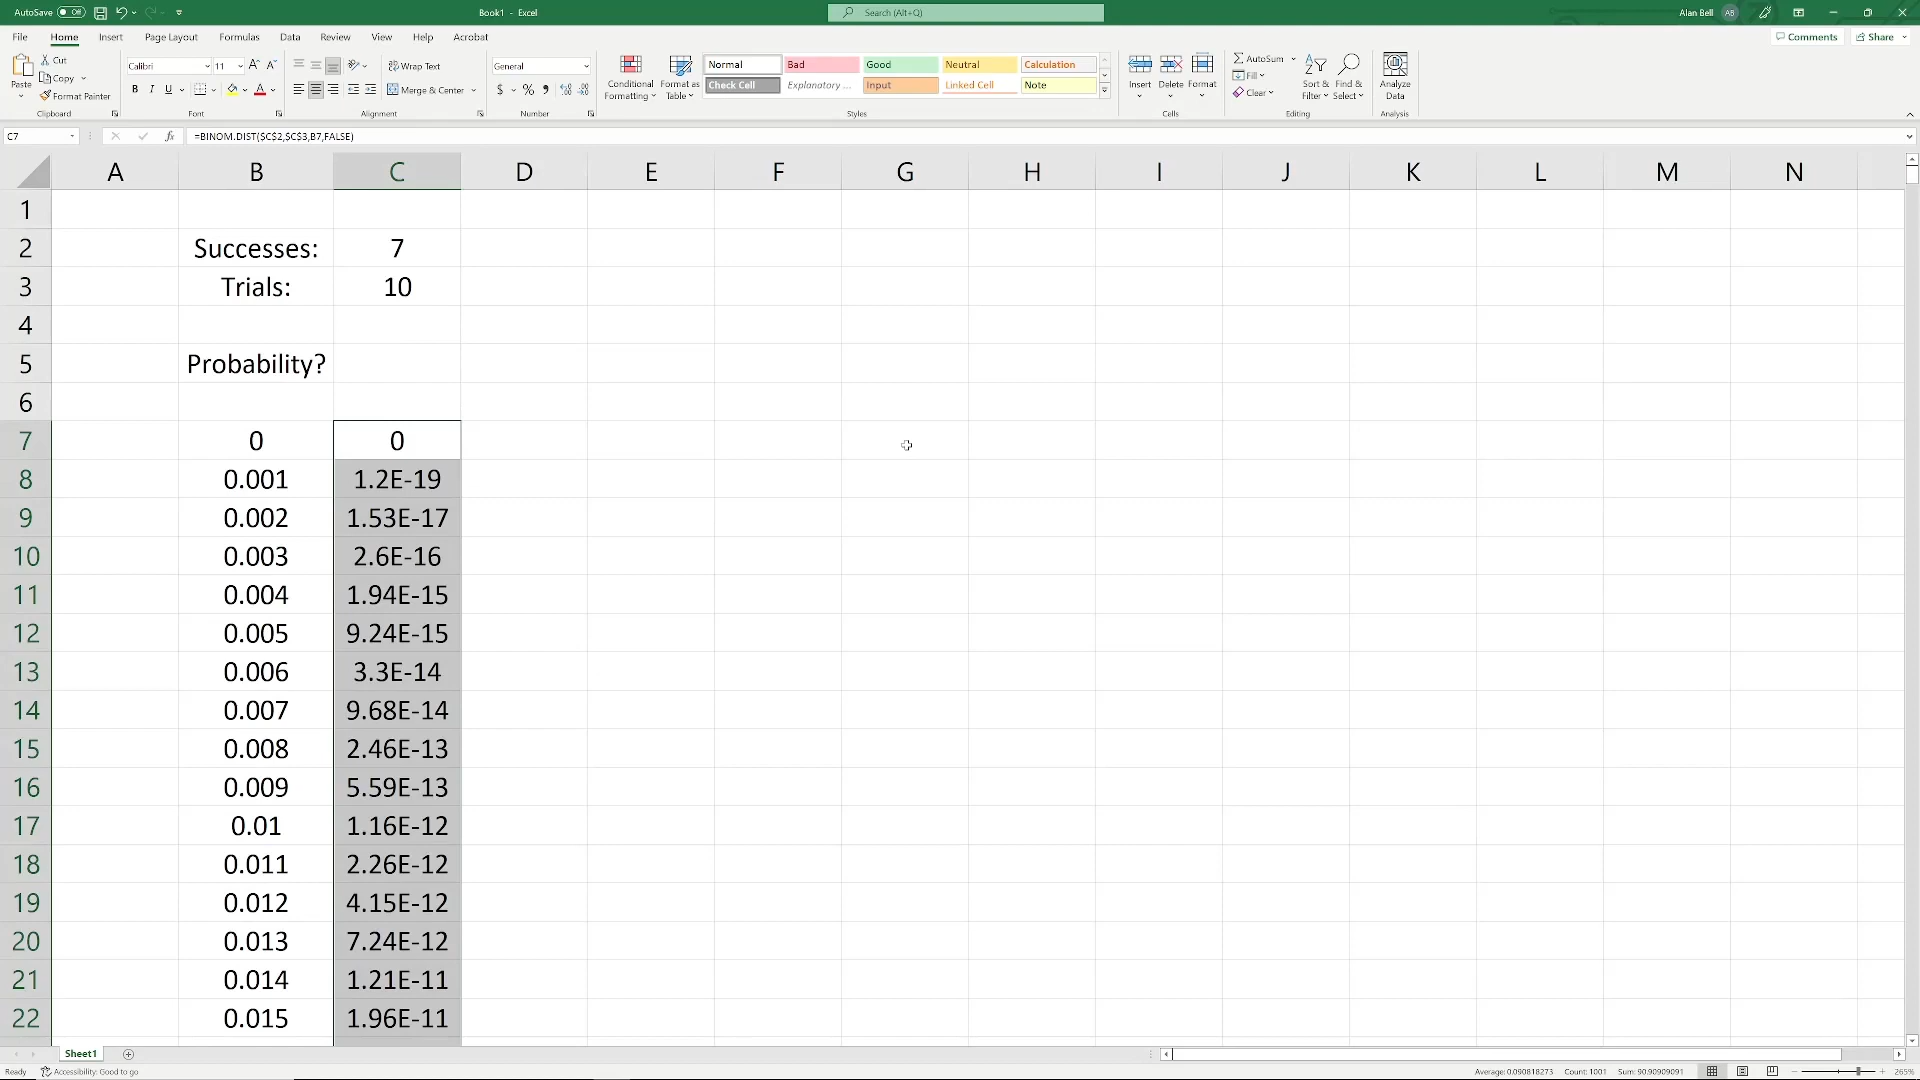 AutoSave Off Book1 - Excel Search (Alt+Q) Alan Bell AB
File Home Insert Page Layout Formulas Data Review View Help Acrobat Comments Share
Paste Cut Copy Format Painter Clipboard
Calibri 11 B I U Font
Wrap Text Merge & Center Alignment
General $ % Number
Conditional Formatting Format as Table
Normal Bad Good Neutral Calculation
Check Cell Explanatory ... Input Linked Cell Note
Styles
Insert Delete Format Cells
AutoSum Fill Clear Sort & Filter Find & Select Editing
Analyze Data Analysis
C7 fx =BINOM.DIST($C$2,$C$3,B7,FALSE)
A B C D E F G H I J K L M N
1
2 Successes: 7
3 Trials: 10
4
5 Probability?
6
7 0 0
8 0.001 1.2E-19
9 0.002 1.53E-17
10 0.003 2.6E-16
11 0.004 1.94E-15
12 0.005 9.24E-15
13 0.006 3.3E-14
14 0.007 9.68E-14
15 0.008 2.46E-13
16 0.009 5.59E-13
17 0.01 1.16E-12
18 0.011 2.26E-12
19 0.012 4.15E-12
20 0.013 7.24E-12
21 0.014 1.21E-11
22 0.015 1.96E-11
Sheet1
Ready Accessibility: Good to go Average: 0.090818273 Count: 1001 Sum: 90.90909091 265%